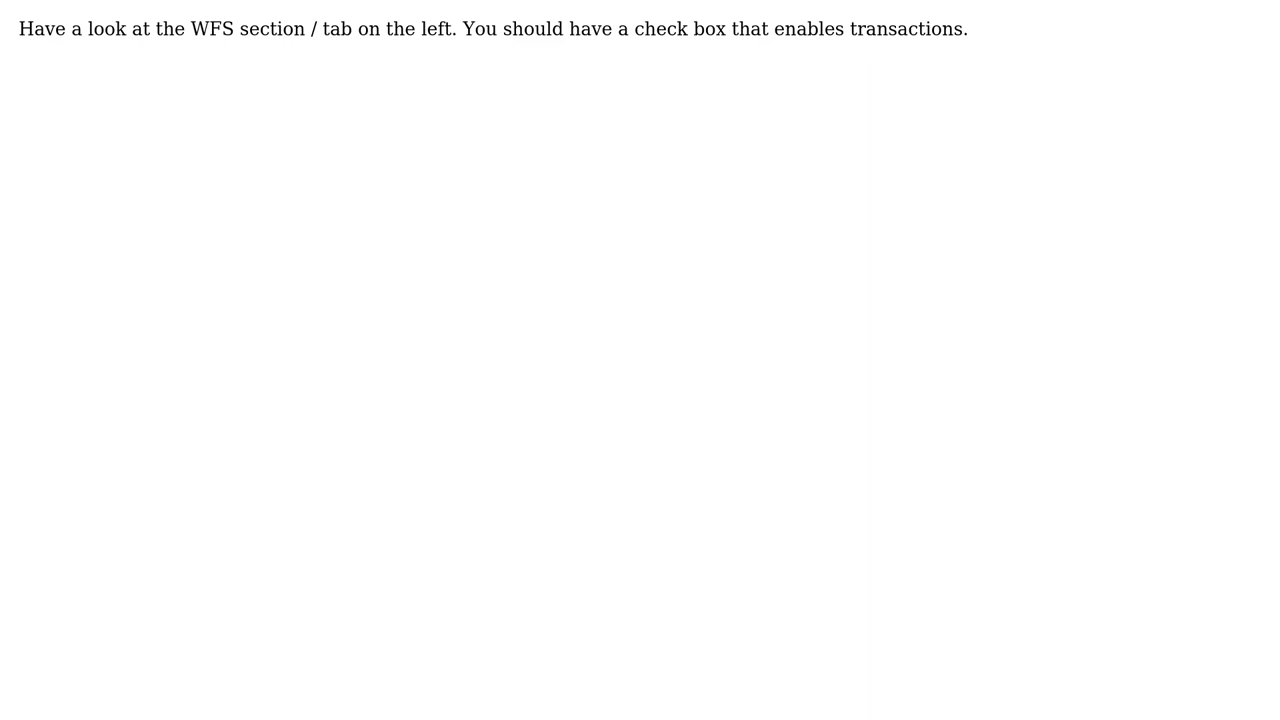 Have a look at the WFS section / tab on the left. You should have a check box that enables transactions.